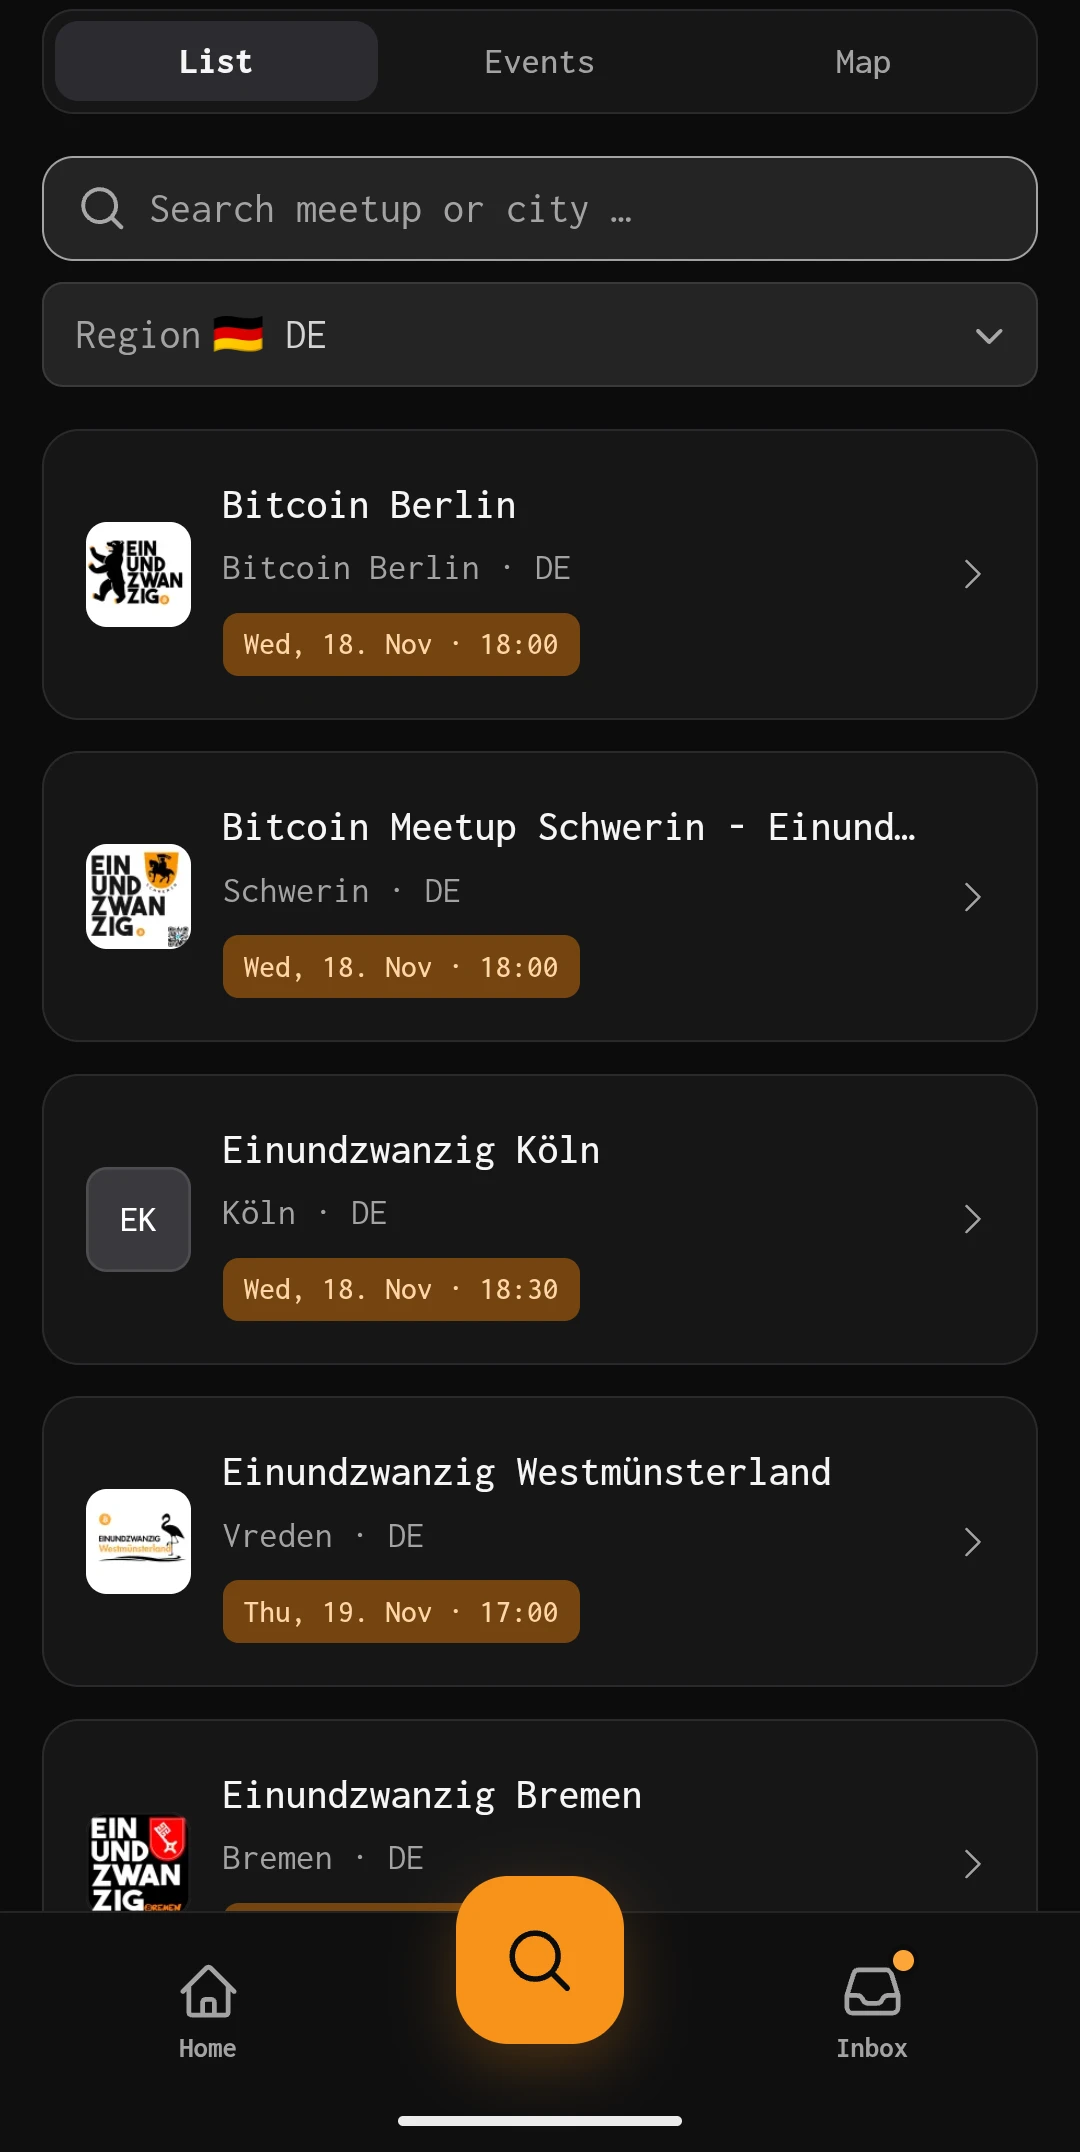 List
Events
Map
Search meetup or city …
Region 🇩🇪 DE
Bitcoin Berlin
EIN
UND
ZWAN
ZIG
Bitcoin Berlin · DE
Wed, 18. Nov · 18:00
Bitcoin Meetup Schwerin - Einund…
EIN
UND
ZWAN
ZIG
Schwerin · DE
Wed, 18. Nov · 18:00
Einundzwanzig Köln
EK
Köln · DE
Wed, 18. Nov · 18:30
Einundzwanzig Westmünsterland
EINUNDZWANZIG
Westmünsterland
Vreden · DE
Thu, 19. Nov · 17:00
Einundzwanzig Bremen
EIN
UND
ZWAN
ZIG
BREMEN
Bremen · DE
Home
Inbox